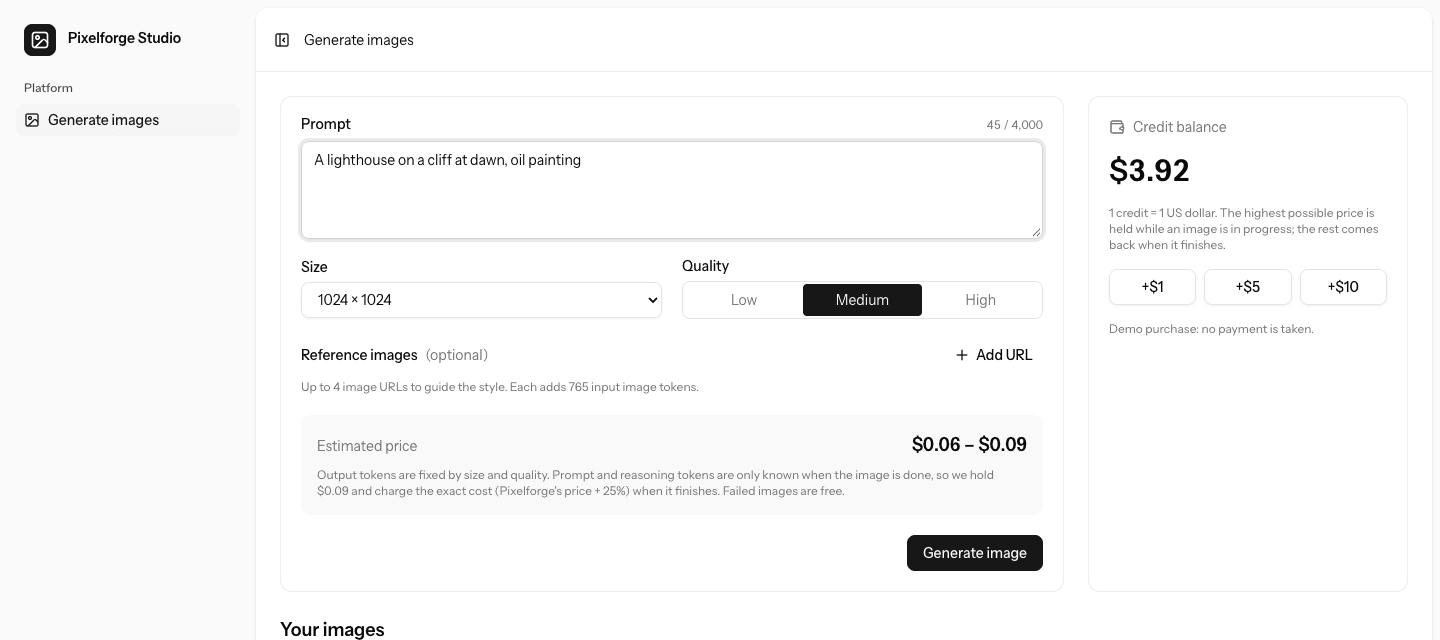 Pixelforge Studio
Platform
Generate images
Generate images
Prompt
45 / 4,000
A lighthouse on a cliff at dawn, oil painting
Size
1024 × 1024
Quality
Low
Medium
High
Reference images (optional)
+ Add URL
Up to 4 image URLs to guide the style. Each adds 765 input image tokens.
Estimated price
$0.06 – $0.09
Output tokens are fixed by size and quality. Prompt and reasoning tokens are only known when the image is done, so we hold
$0.09 and charge the exact cost (Pixelforge's price + 25%) when it finishes. Failed images are free.
Generate image
Credit balance
$3.92
1 credit = 1 US dollar. The highest possible price is
held while an image is in progress; the rest comes
back when it finishes.
+$1
+$5
+$10
Demo purchase: no payment is taken.
Your images